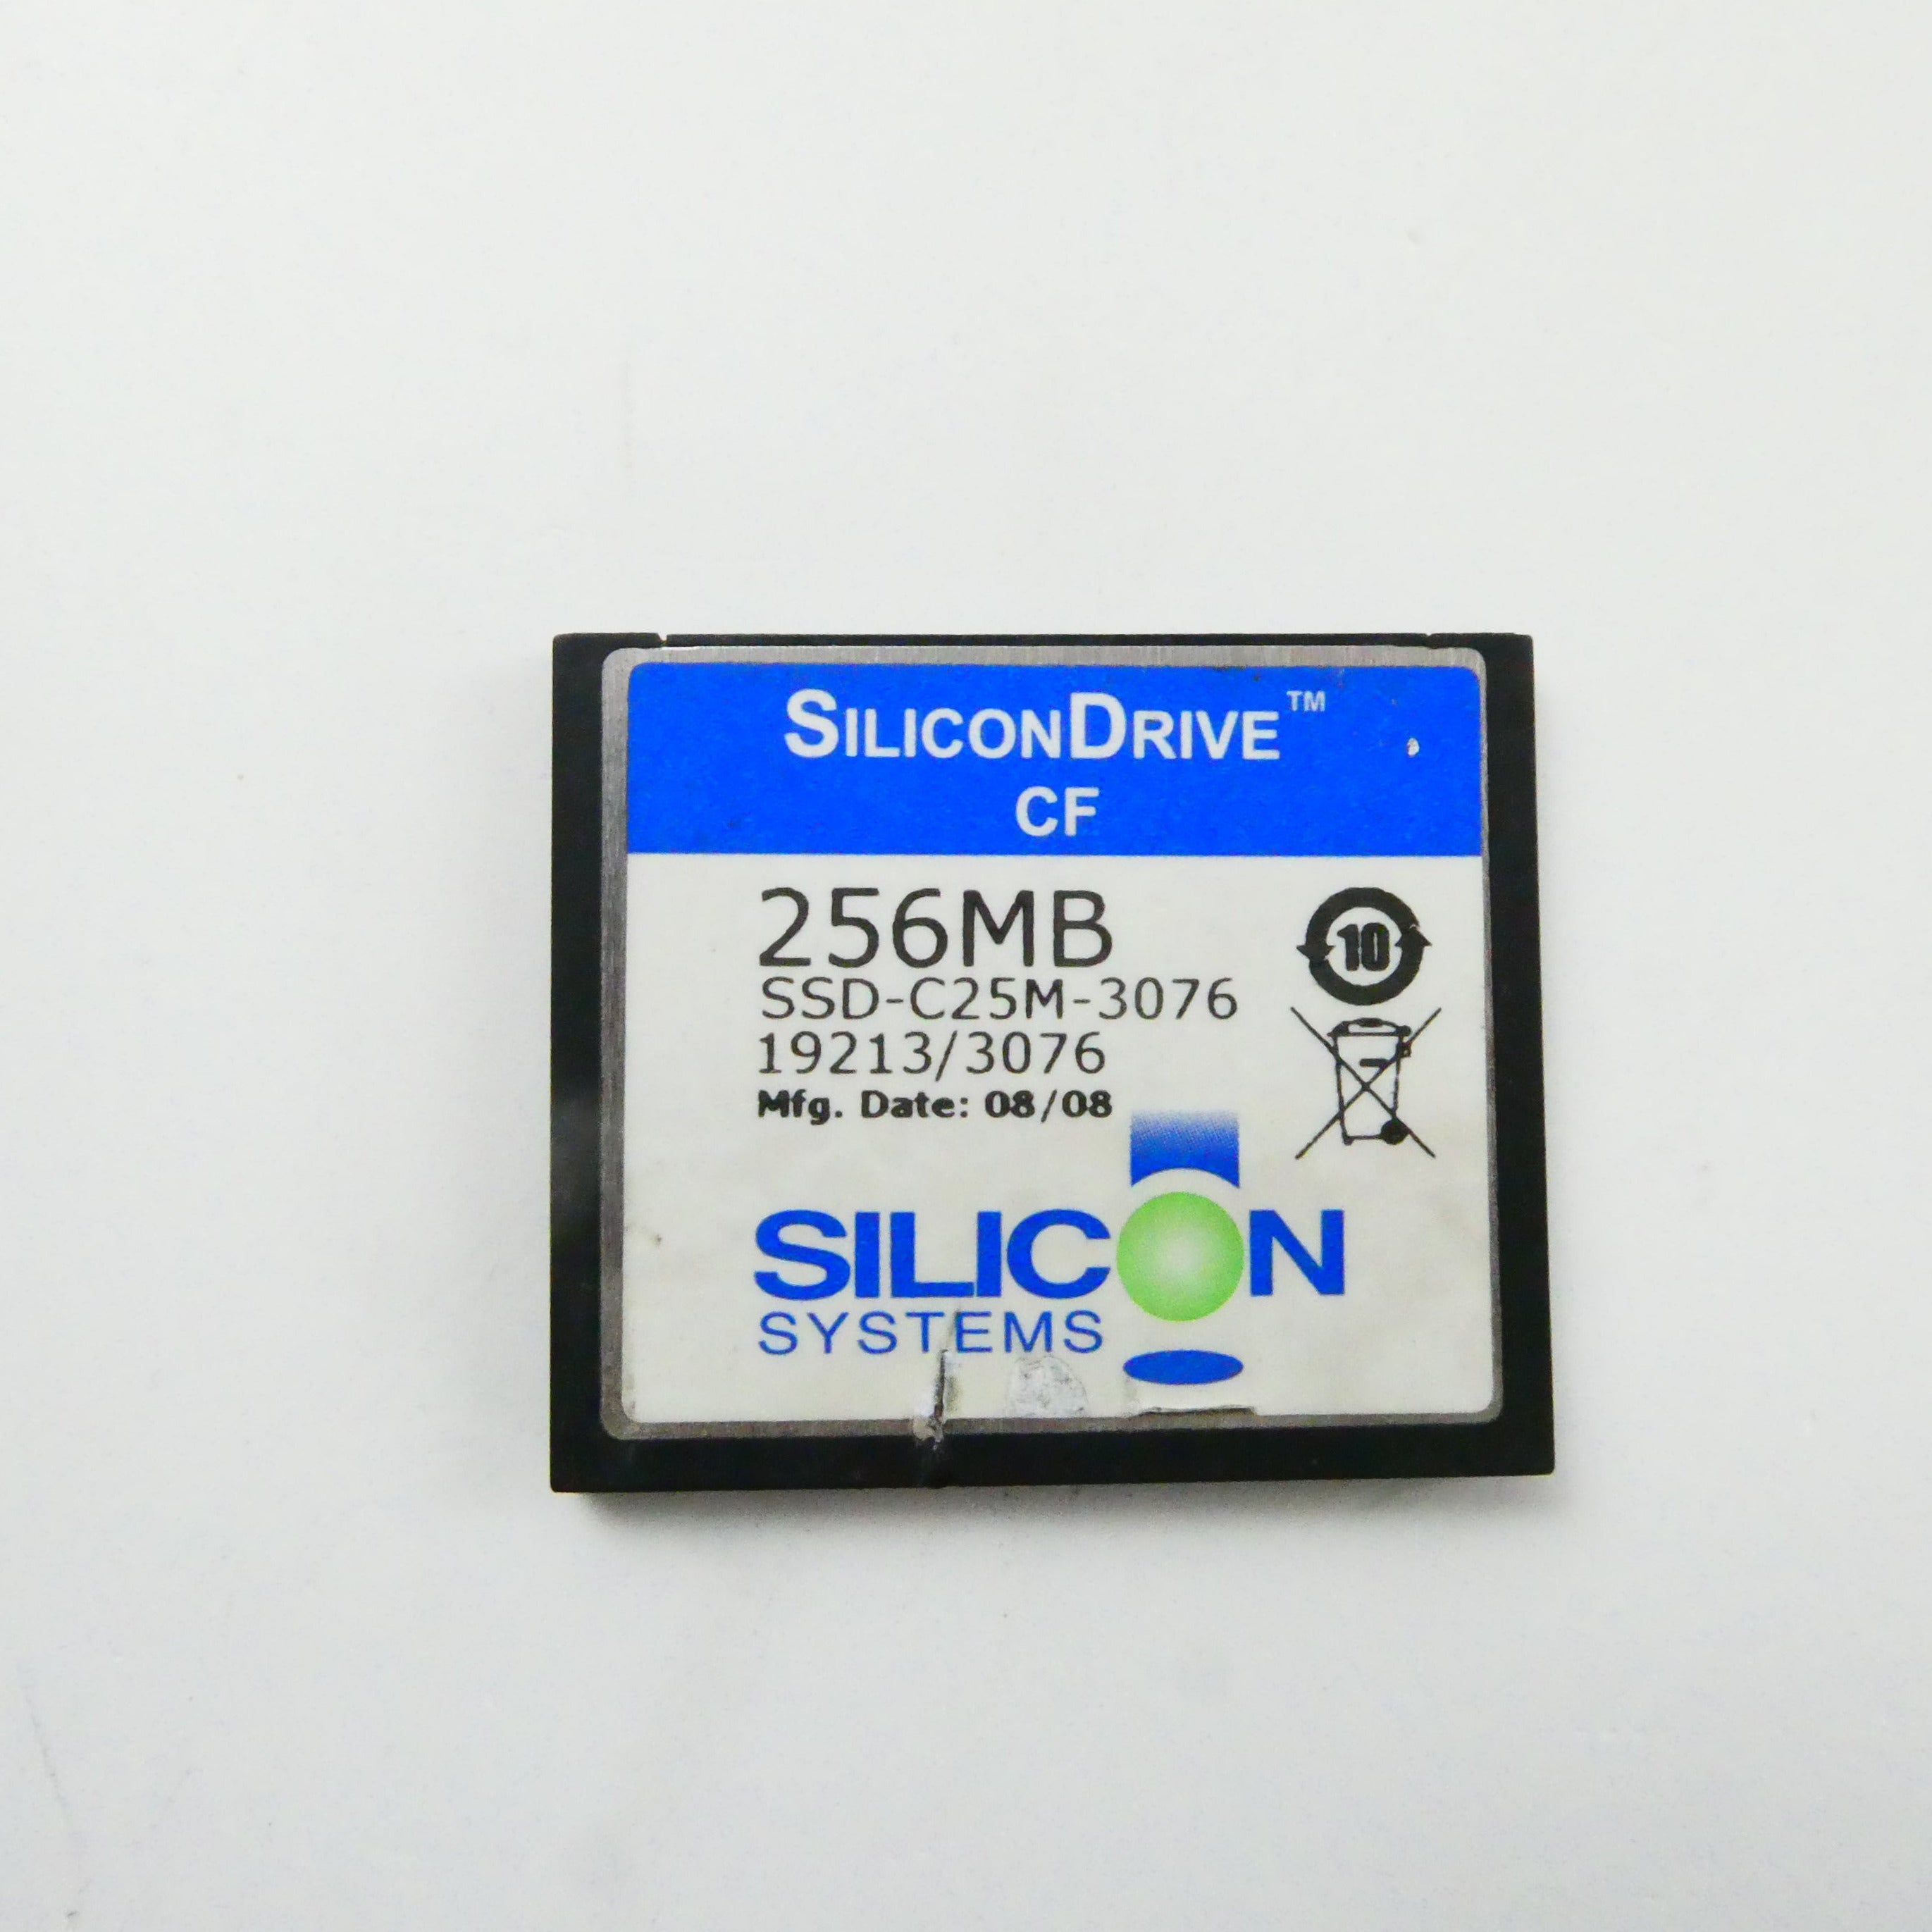 SILICONDRIVE™
CF
256MB
10
SSD-C25M-3076
19213/3076
Mfg. Date: 08/08
SILICON
SYSTEMS